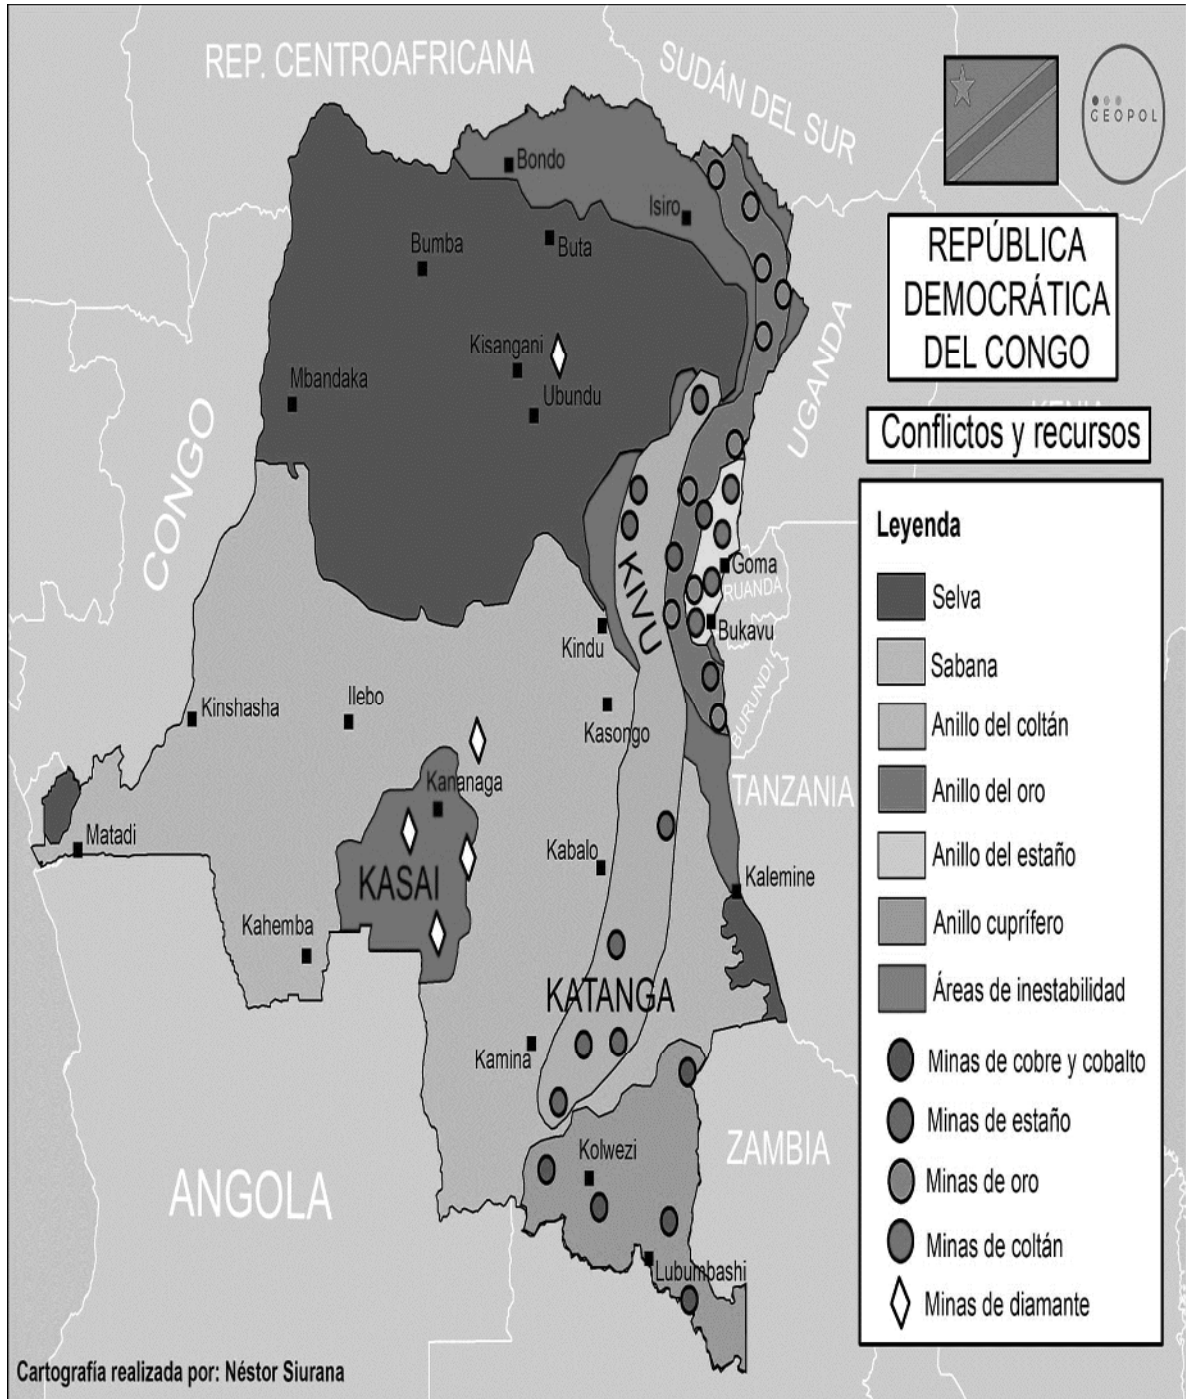 REP. CENTROAFRICANA
SUDÁN DEL SUR
GEOPOL
REPÚBLICA
DEMOCRÁTICA
DEL CONGO
Conflictos y recursos
Bondo
Isiro
Bumba
Buta
Kisangani
Ubundu
Mbandaka
CONGO
UGANDA
KENIA
KIVU
Goma
RUANDA
Bukavu
BURUNDI
Kindu
Kinshasha
Ilebo
Kasongo
Kananaga
TANZANIA
Matadi
KASAI
Kabalo
Kalemine
Kahemba
KATANGA
Kamina
ANGOLA
Kolwezi
ZAMBIA
Lubumbashi
Leyenda
Selva
Sabana
Anillo del coltán
Anillo del oro
Anillo del estaño
Anillo cuprífero
Áreas de inestabilidad
Minas de cobre y cobalto
Minas de estaño
Minas de oro
Minas de coltán
Minas de diamante
Cartografía realizada por: Néstor Siurana